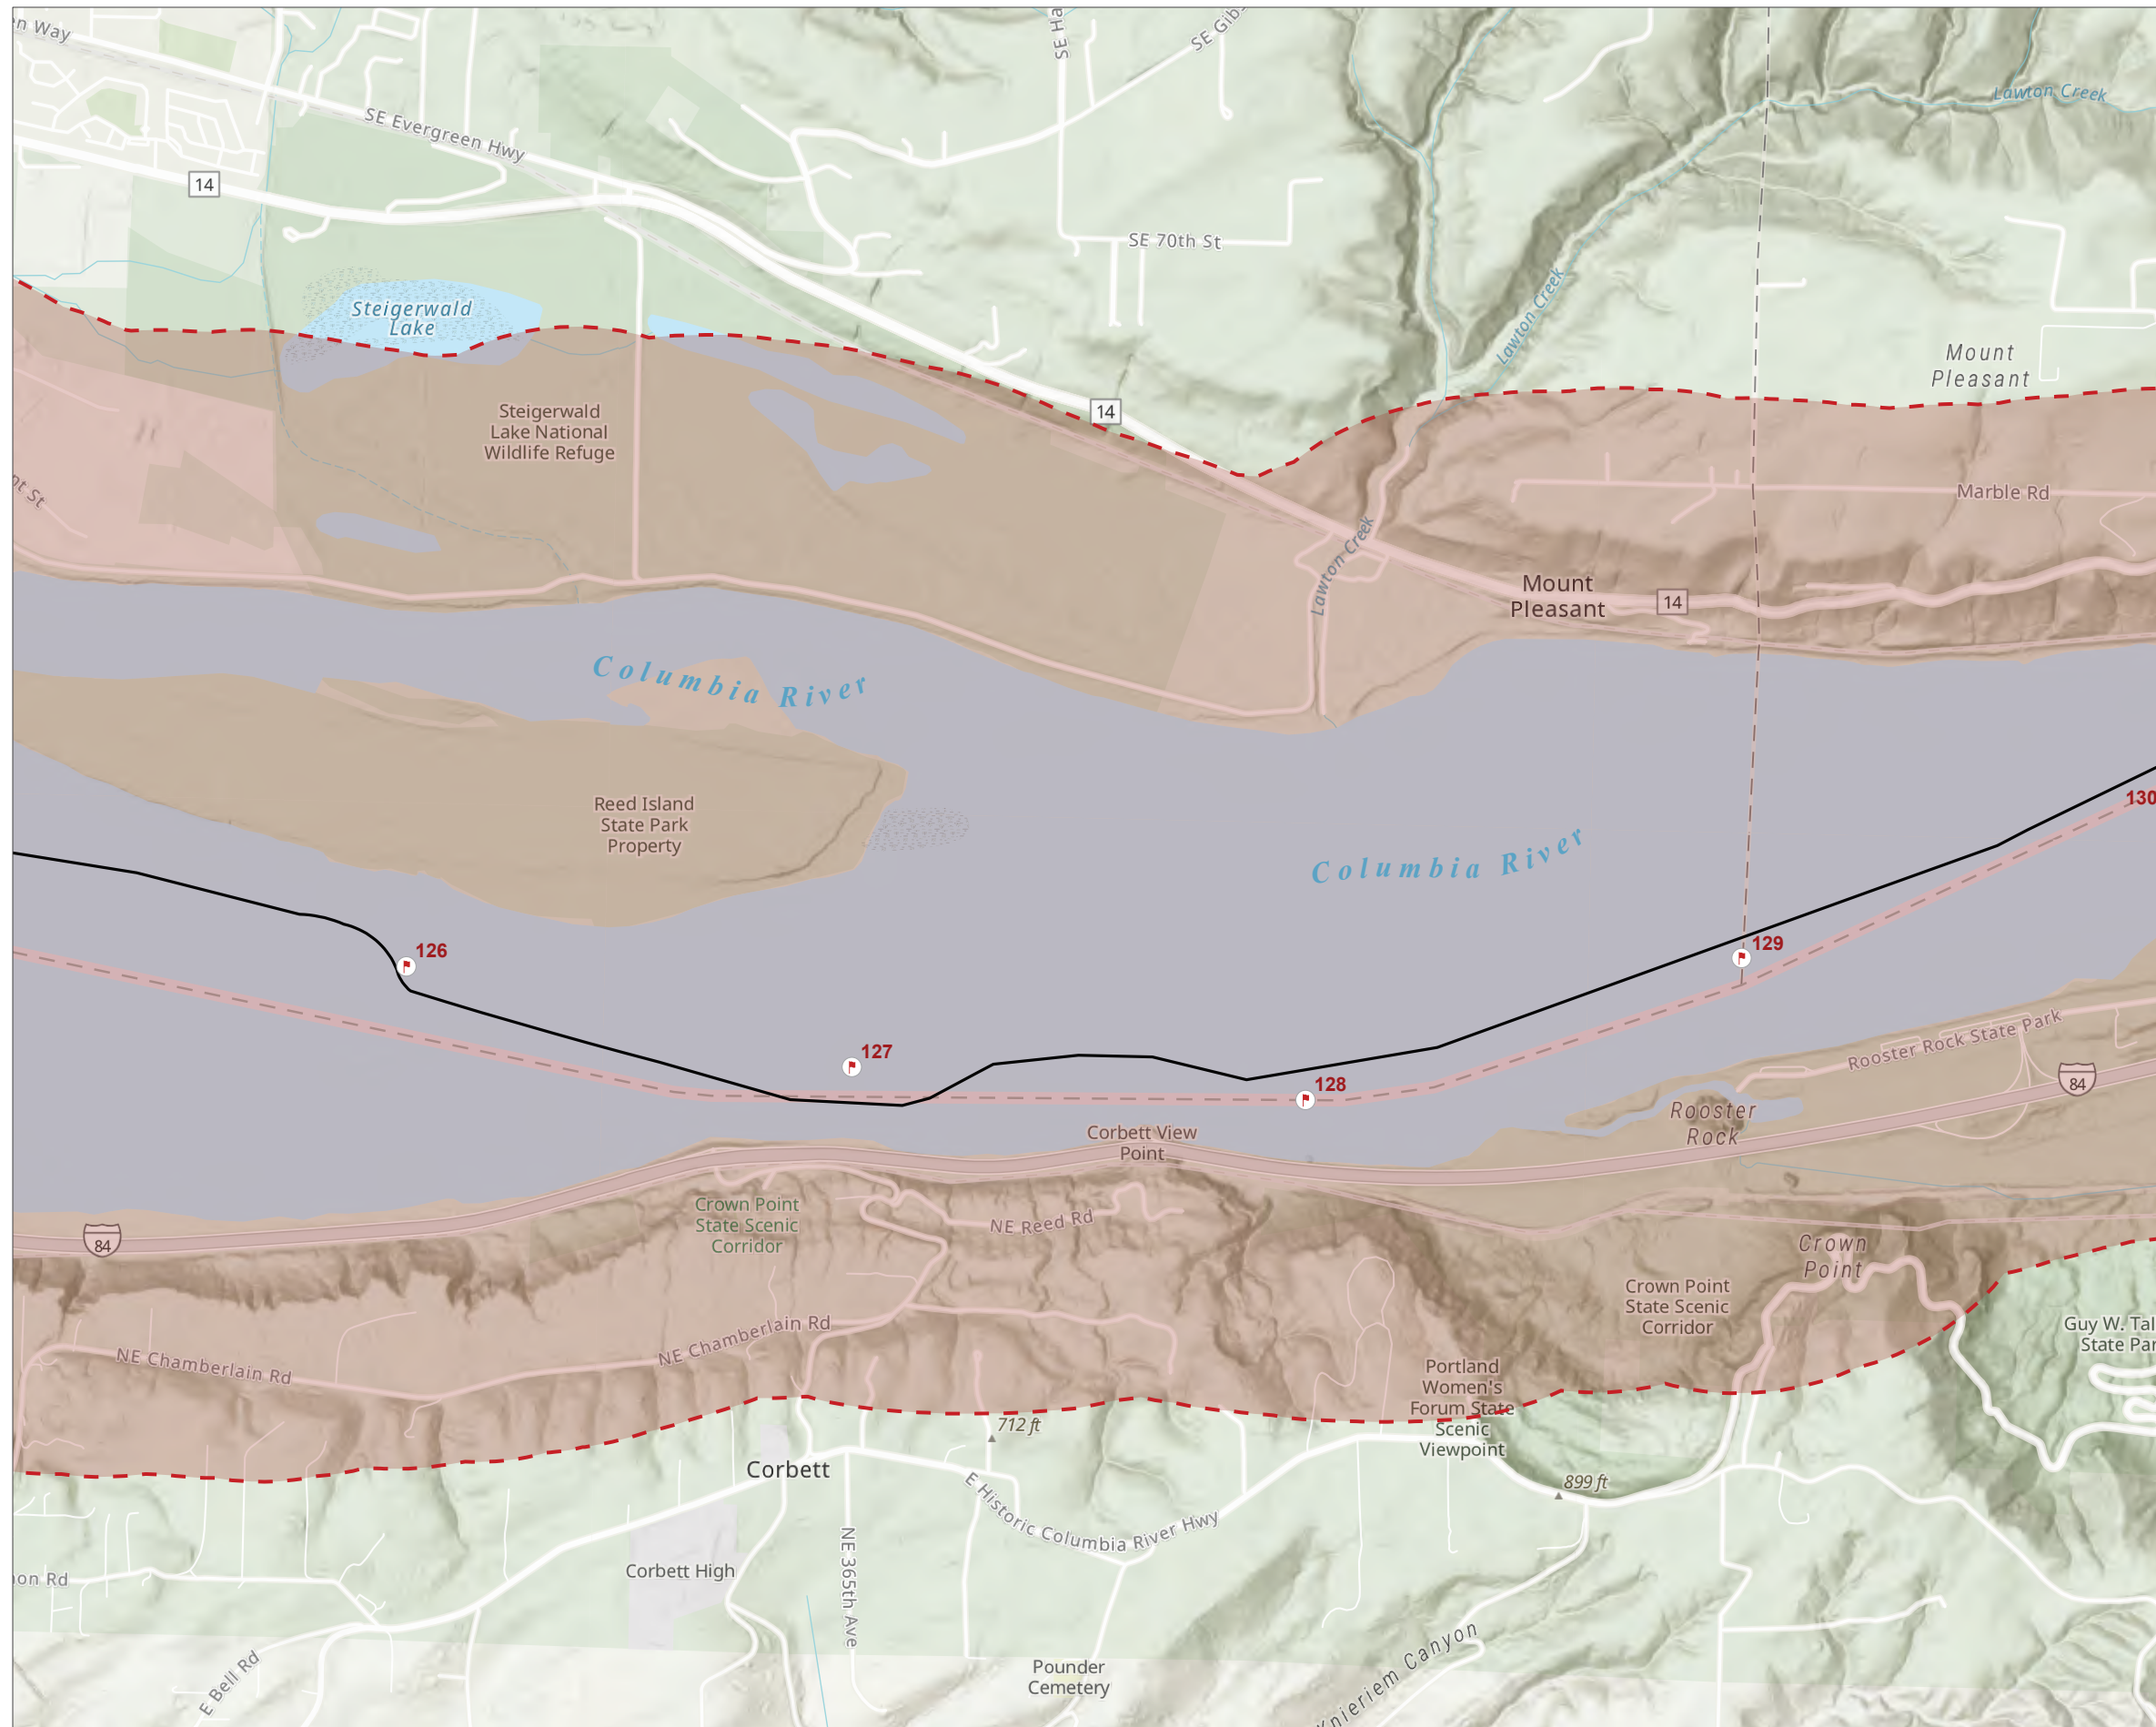 en Way
SE Ha
SE Gib
Lawton Creek
SE Evergreen Hwy
14
SE 70th St
Steigerwald
Lake
Lawton Creek
Mount
Pleasant
Steigerwald
Lake National
Wildlife Refuge
14
nt St
Marble Rd
Lawton Creek
Mount
Pleasant
14
Columbia River
Reed Island
State Park
Property
130
Columbia River
126
129
127
128
Rooster Rock State Park
84
Rooster
Rock
Corbett View
Point
Crown Point
State Scenic
Corridor
NE Reed Rd
84
Crown
Point
Crown Point
State Scenic
Corridor
Guy W. Tal
State Par
NE Chamberlain Rd
NE Chamberlain Rd
Portland
Women's
Forum State
Scenic
Viewpoint
712 ft
Corbett
899 ft
E Historic Columbia River Hwy
Corbett High
NE 365th Ave
non Rd
E Bell Rd
Pounder
Cemetery
Knieriem Canyon